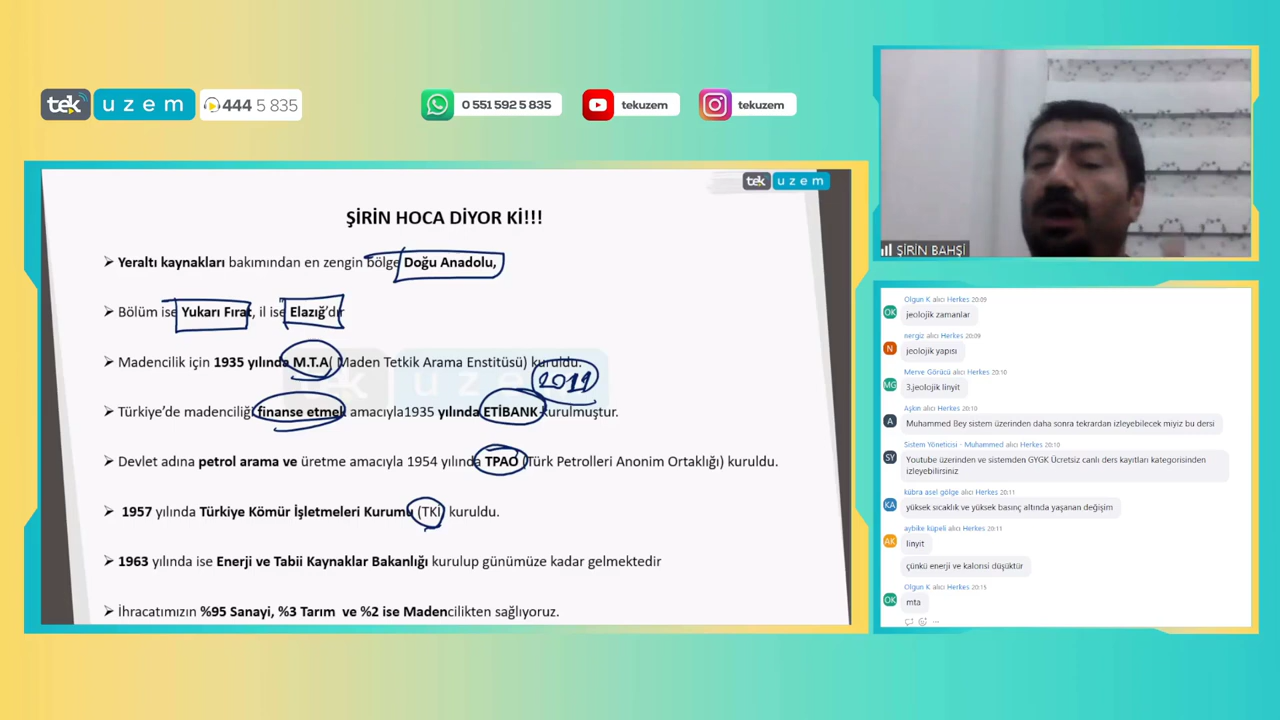 tek uzem 444 5 835
0 551 592 5 835
tekuzem
tekuzem
tek uzem
ŞİRİN HOCA DİYOR Kİ!!!
➢ Yeraltı kaynakları bakımından en zengin bölge Doğu Anadolu,
➢ Bölüm ise Yukarı Fırat, il ise Elazığ'dır
➢ Madencilik için 1935 yılında M.T.A( Maden Tetkik Arama Enstitüsü) kuruldu.
2011
➢ Türkiye'de madenciliği finanse etmek amacıyla1935 yılında ETİBANK kurulmuştur.
➢ Devlet adına petrol arama ve üretme amacıyla 1954 yılında TPAO (Türk Petrolleri Anonim Ortaklığı) kuruldu.
➢ 1957 yılında Türkiye Kömür İşletmeleri Kurumu (TKI) kuruldu.
➢ 1963 yılında ise Enerji ve Tabii Kaynaklar Bakanlığı kurulup günümüze kadar gelmektedir
➢ İhracatımızın %95 Sanayi, %3 Tarım ve %2 ise Madencilikten sağlıyoruz.
ŞİRİN BAHŞİ
Olgun K alıcı Herkes 20:09
OK jeolojik zamanlar
nergiz alıcı Herkes 20:09
N jeolojik yapısı
Merve Görücü alıcı Herkes 20:10
MG 3.jeolojik linyit
Aşkın alıcı Herkes 20:10
A Muhammed Bey sistem üzerinden daha sonra tekrardan izleyebilecek miyiz bu dersi
Sistem Yöneticisi - Muhammed 20:10
SY Youtube üzerinden ve sistemden GYGK Ücretsiz canlı ders kayıtları kategorisinden
izleyebilirsiniz
kübra asel gölge alıcı Herkes 20:11
KA yüksek sıcaklık ve yüksek basınç altında yaşanan değişim
aybike küpeli alıcı Herkes 20:11
AK linyit
çünkü enerji ve kalorisi düşüktür
Olgun K alıcı Herkes 20:15
OK mta